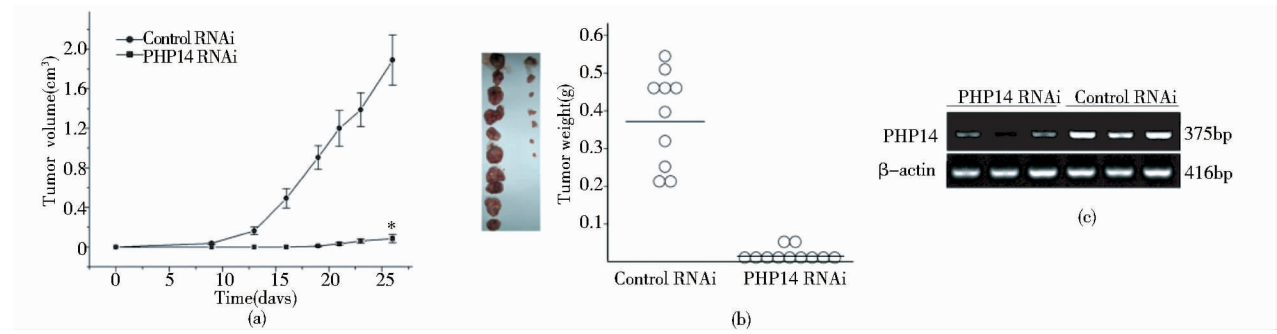 Control RNAi
PHP14 RNAi
Tumor volume(cm³)
2.0
1.6
1.2
0.8
0.4
0
0 5 10 15 20 25
*
Time(davs)
(a)
Tumor weight(g)
0.6
0.5
0.4
0.3
0.2
0.1
Control RNAi PHP14 RNAi
(b)
PHP14 RNAi Control RNAi
PHP14 375bp
β-actin 416bp
(c)